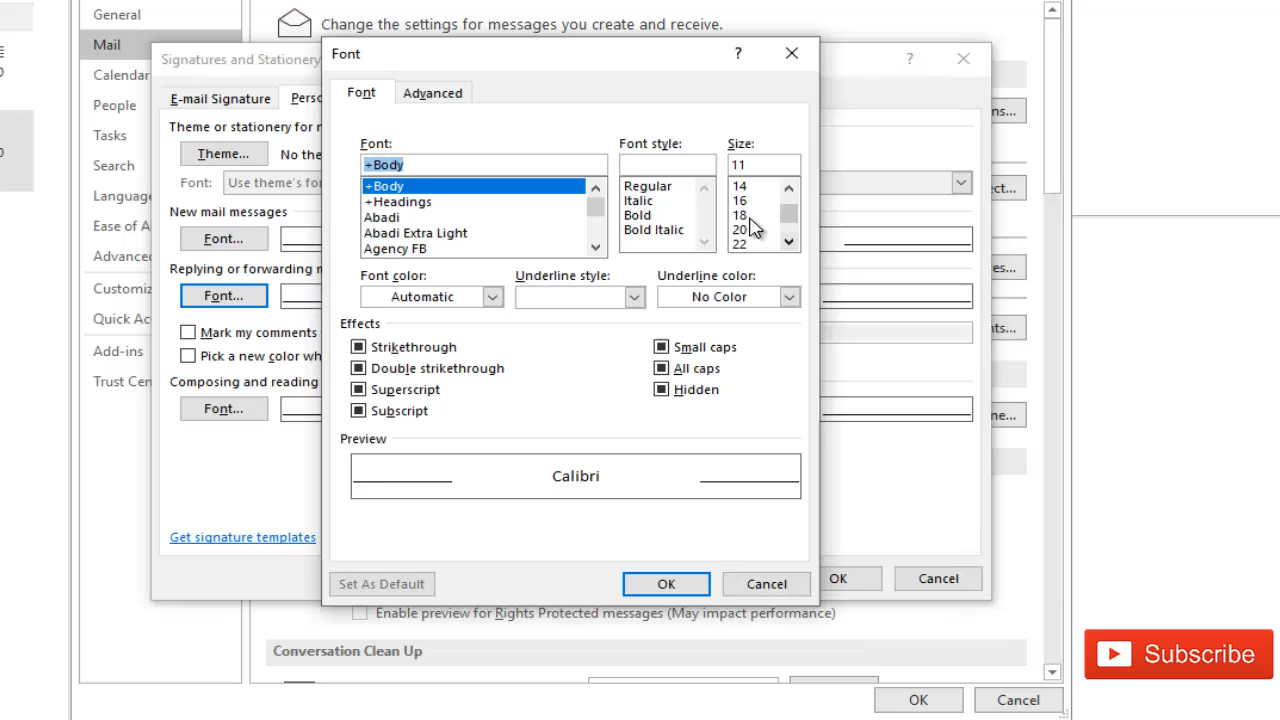 General
Change the settings for messages you create and receive.
Mail
Calendar
People
Tasks
Search
Language
Ease of A
Advance
Customiz
Quick Ac
Add-ins
Trust Cen
Signatures and Stationery
?
E-mail Signature
Perso
Theme or stationery for n
Theme...
No the
Font:
Use theme's fo
New mail messages
Font...
Replying or forwarding m
Font...
Mark my comments
Pick a new color wh
Composing and reading
Font...
Get signature templates
OK
Cancel
Font
?
Font
Advanced
Font:
Font style:
Size:
+Body
11
+Body
+Headings
Abadi
Abadi Extra Light
Agency FB
Regular
Italic
Bold
Bold Italic
14
16
18
20
22
Font color:
Underline style:
Underline color:
Automatic
No Color
Effects
Strikethrough
Small caps
Double strikethrough
All caps
Superscript
Hidden
Subscript
Preview
Calibri
Set As Default
OK
Cancel
ns...
ect...
es...
nts...
ne...
Enable preview for Rights Protected messages (May impact performance)
Conversation Clean Up
OK
Cancel
Subscribe